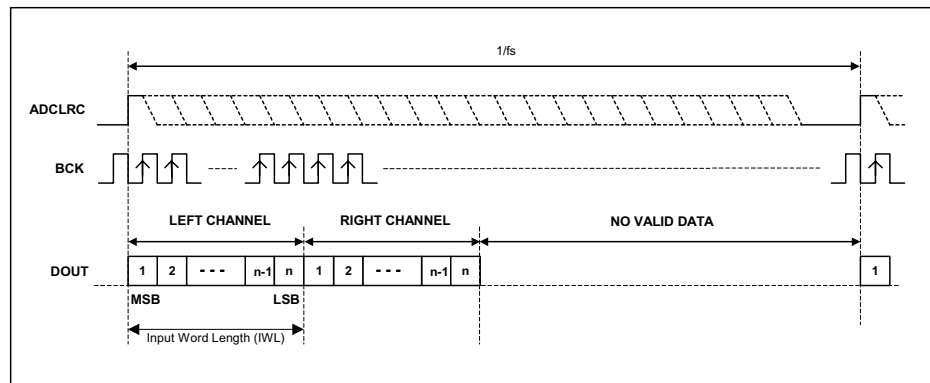 1/fs
ADCLRC
BCK
LEFT CHANNEL RIGHT CHANNEL NO VALID DATA
DOUT 1 2 - - - n-1 n 1 2 - - - n-1 n 1
MSB LSB
Input Word Length (IWL)